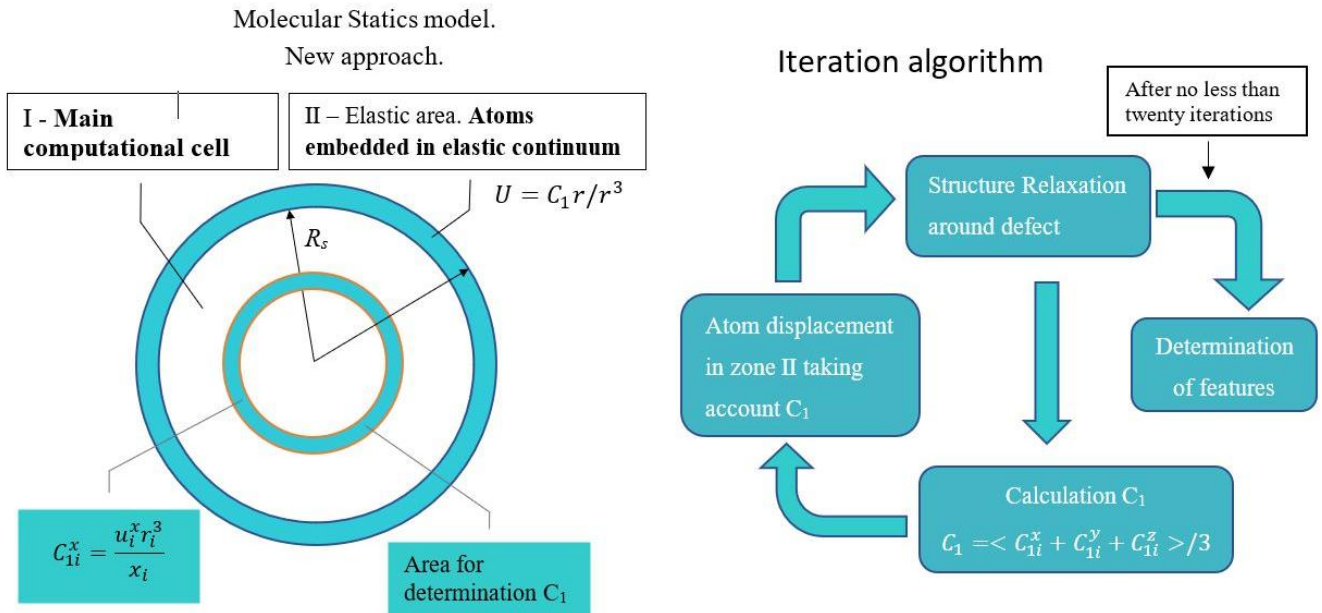 Molecular Statics model.
New approach.
I - Main
computational cell
II – Elastic area. Atoms
embedded in elastic continuum
U = C₁r/r³
Rₛ
C₁ᵢˣ = uᵢˣrᵢ³/xᵢ
Area for
determination C₁
Iteration algorithm
After no less than
twenty iterations
Structure Relaxation
around defect
Atom displacement
in zone II taking
account C₁
Determination
of features
Calculation C₁
C₁ =< C₁ᵢˣ + C₁ᵢʸ + C₁ᵢᶻ >/3